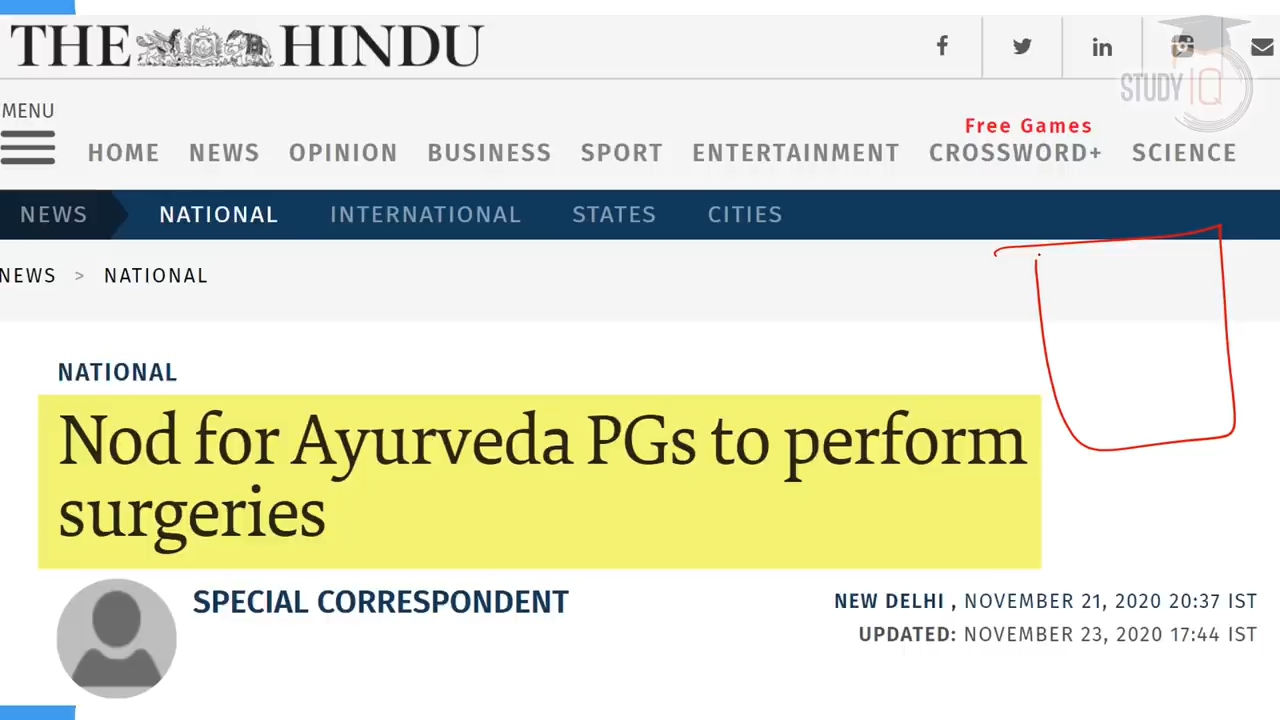 THE HINDU
STUDY IQ
MENU
Free Games
HOME NEWS OPINION BUSINESS SPORT ENTERTAINMENT CROSSWORD+ SCIENCE
NEWS NATIONAL INTERNATIONAL STATES CITIES
NEWS > NATIONAL
NATIONAL
Nod for Ayurveda PGs to perform
surgeries
SPECIAL CORRESPONDENT
NEW DELHI , NOVEMBER 21, 2020 20:37 IST
UPDATED: NOVEMBER 23, 2020 17:44 IST